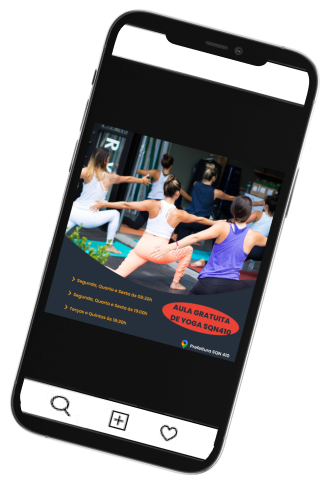 Segunda, Quarta e Sexta às 08:30h
Segunda, Quarta e Sexta às 19:00h
Terças e Quintas às 18:00h
AULA GRATUITA
DE YOGA SQN410
Prefeitura SQN 410